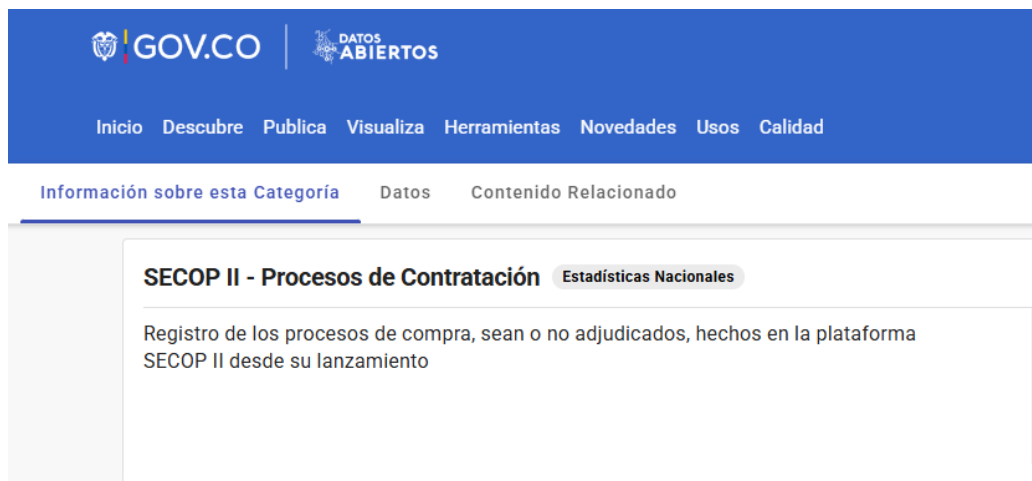 GOV.CO
DATOS
ABIERTOS
Inicio Descubre Publica Visualiza Herramientas Novedades Usos Calidad
Información sobre esta Categoría Datos Contenido Relacionado
SECOP II - Procesos de Contratación Estadísticas Nacionales
Registro de los procesos de compra, sean o no adjudicados, hechos en la plataforma
SECOP II desde su lanzamiento